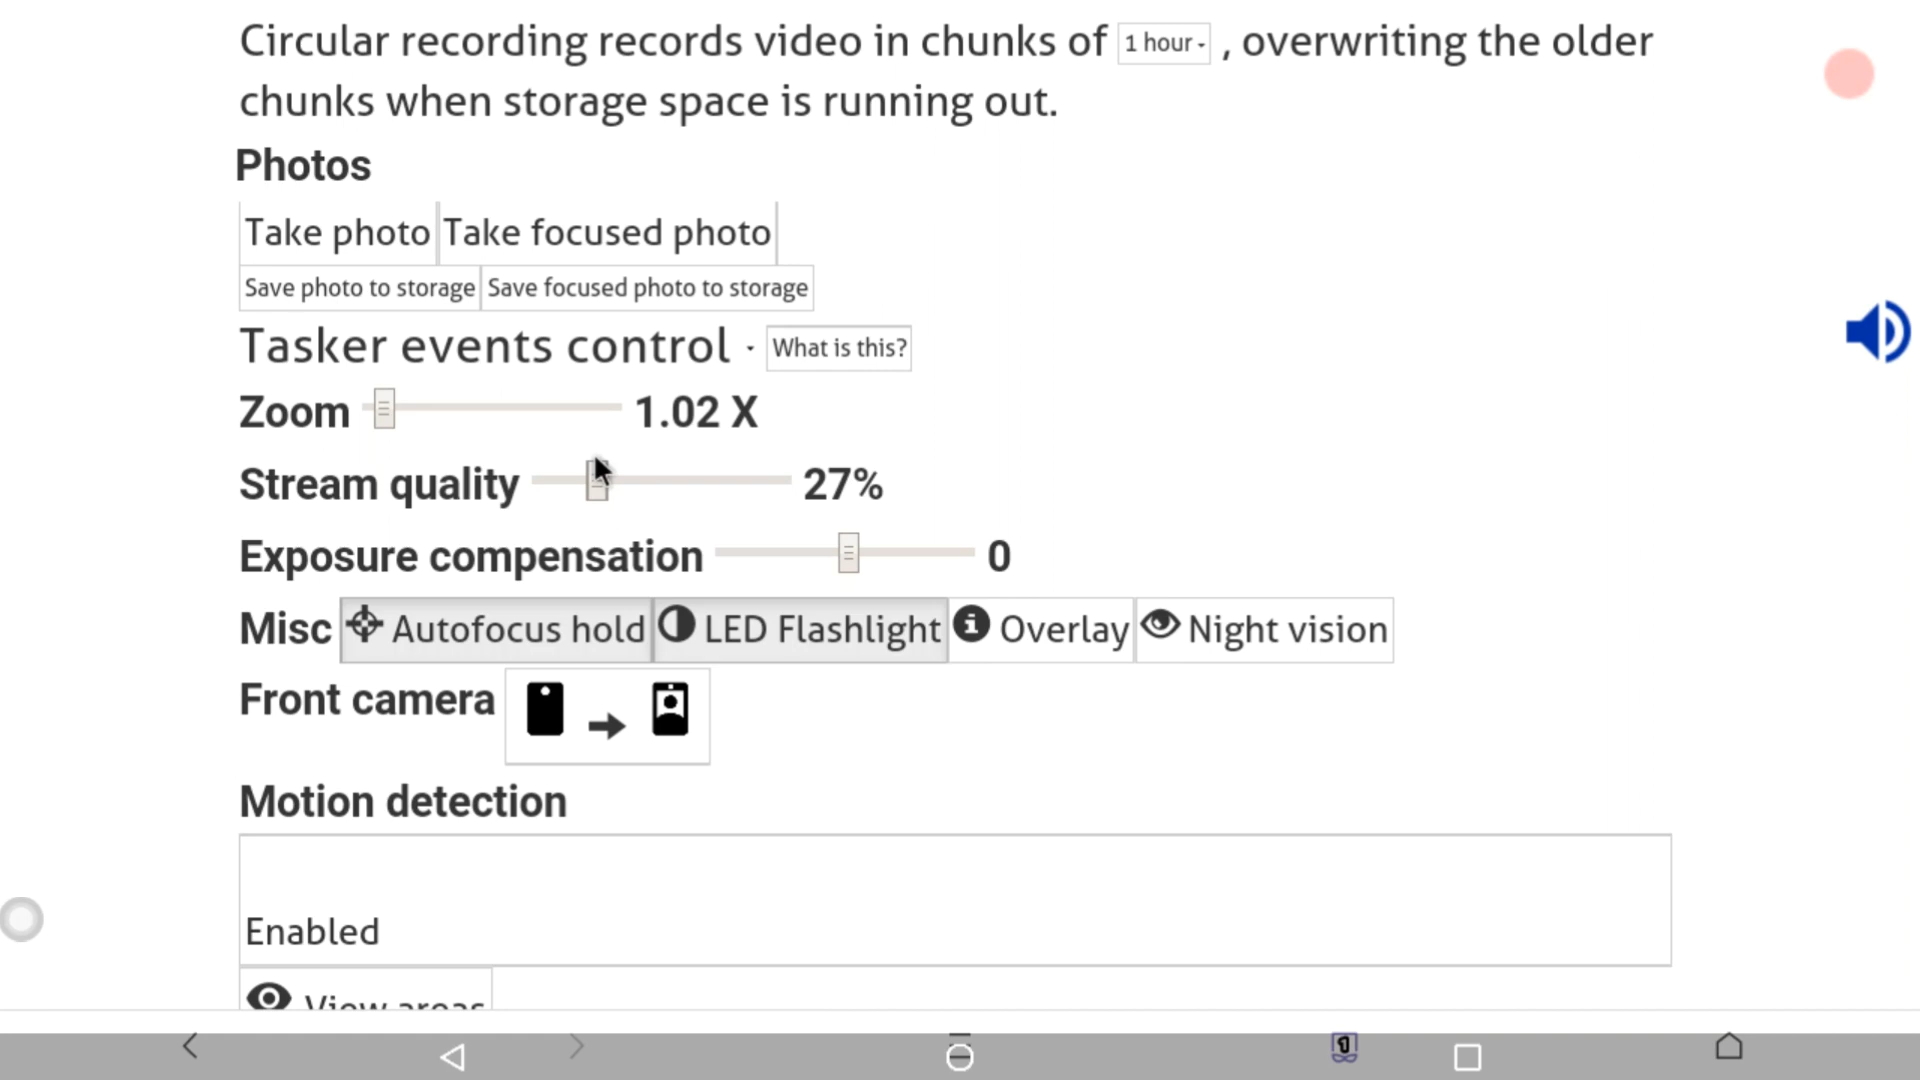 Circular recording records video in chunks of 1 hour , overwriting the older
chunks when storage space is running out.
Photos
Take photo Take focused photo
Save photo to storage Save focused photo to storage
Tasker events control What is this?
Zoom 1.02 X
Stream quality 27%
Exposure compensation 0
Misc Autofocus hold LED Flashlight Overlay Night vision
Front camera
Motion detection
Enabled
View areas